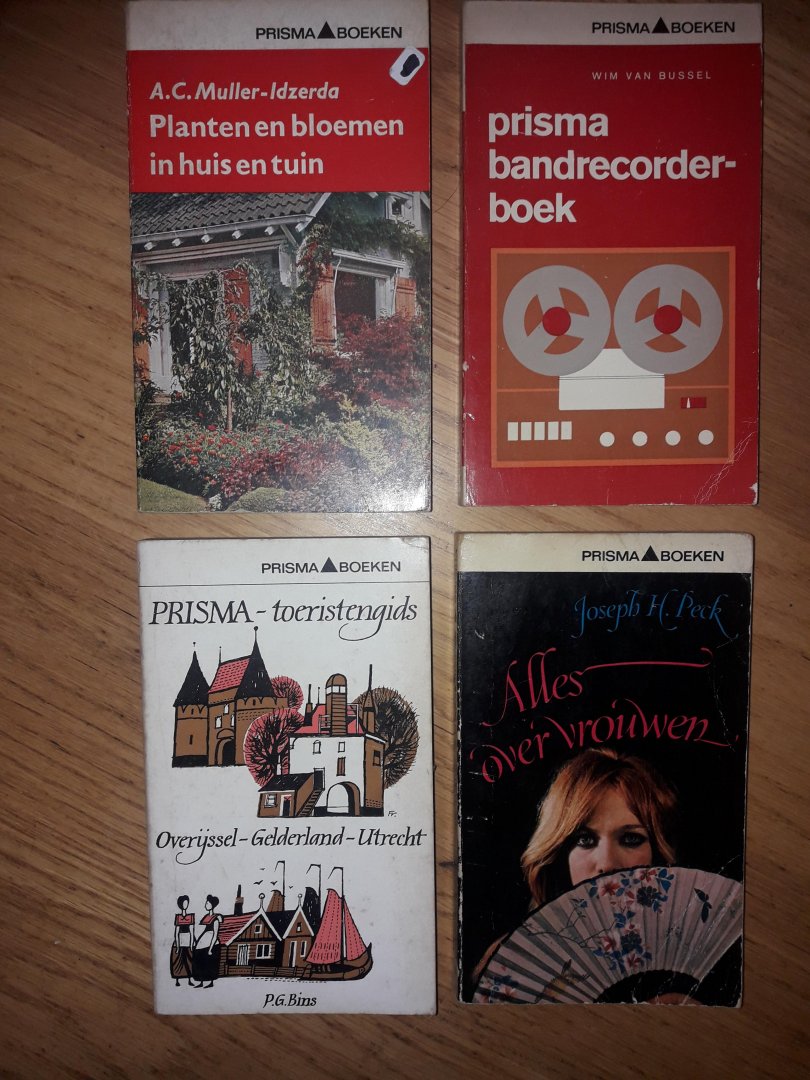 PRISMA BOEKEN
A.C. Muller-Idzerda
Planten en bloemen
in huis en tuin
PRISMA BOEKEN
WIM VAN BUSSEL
prisma
bandrecorder-
boek
PRISMA BOEKEN
PRISMA-toeristengids
Overijssel-Gelderland-Utrecht
P.G. Bins
PRISMA BOEKEN
Joseph H. Peck
Alles
over vrouwen